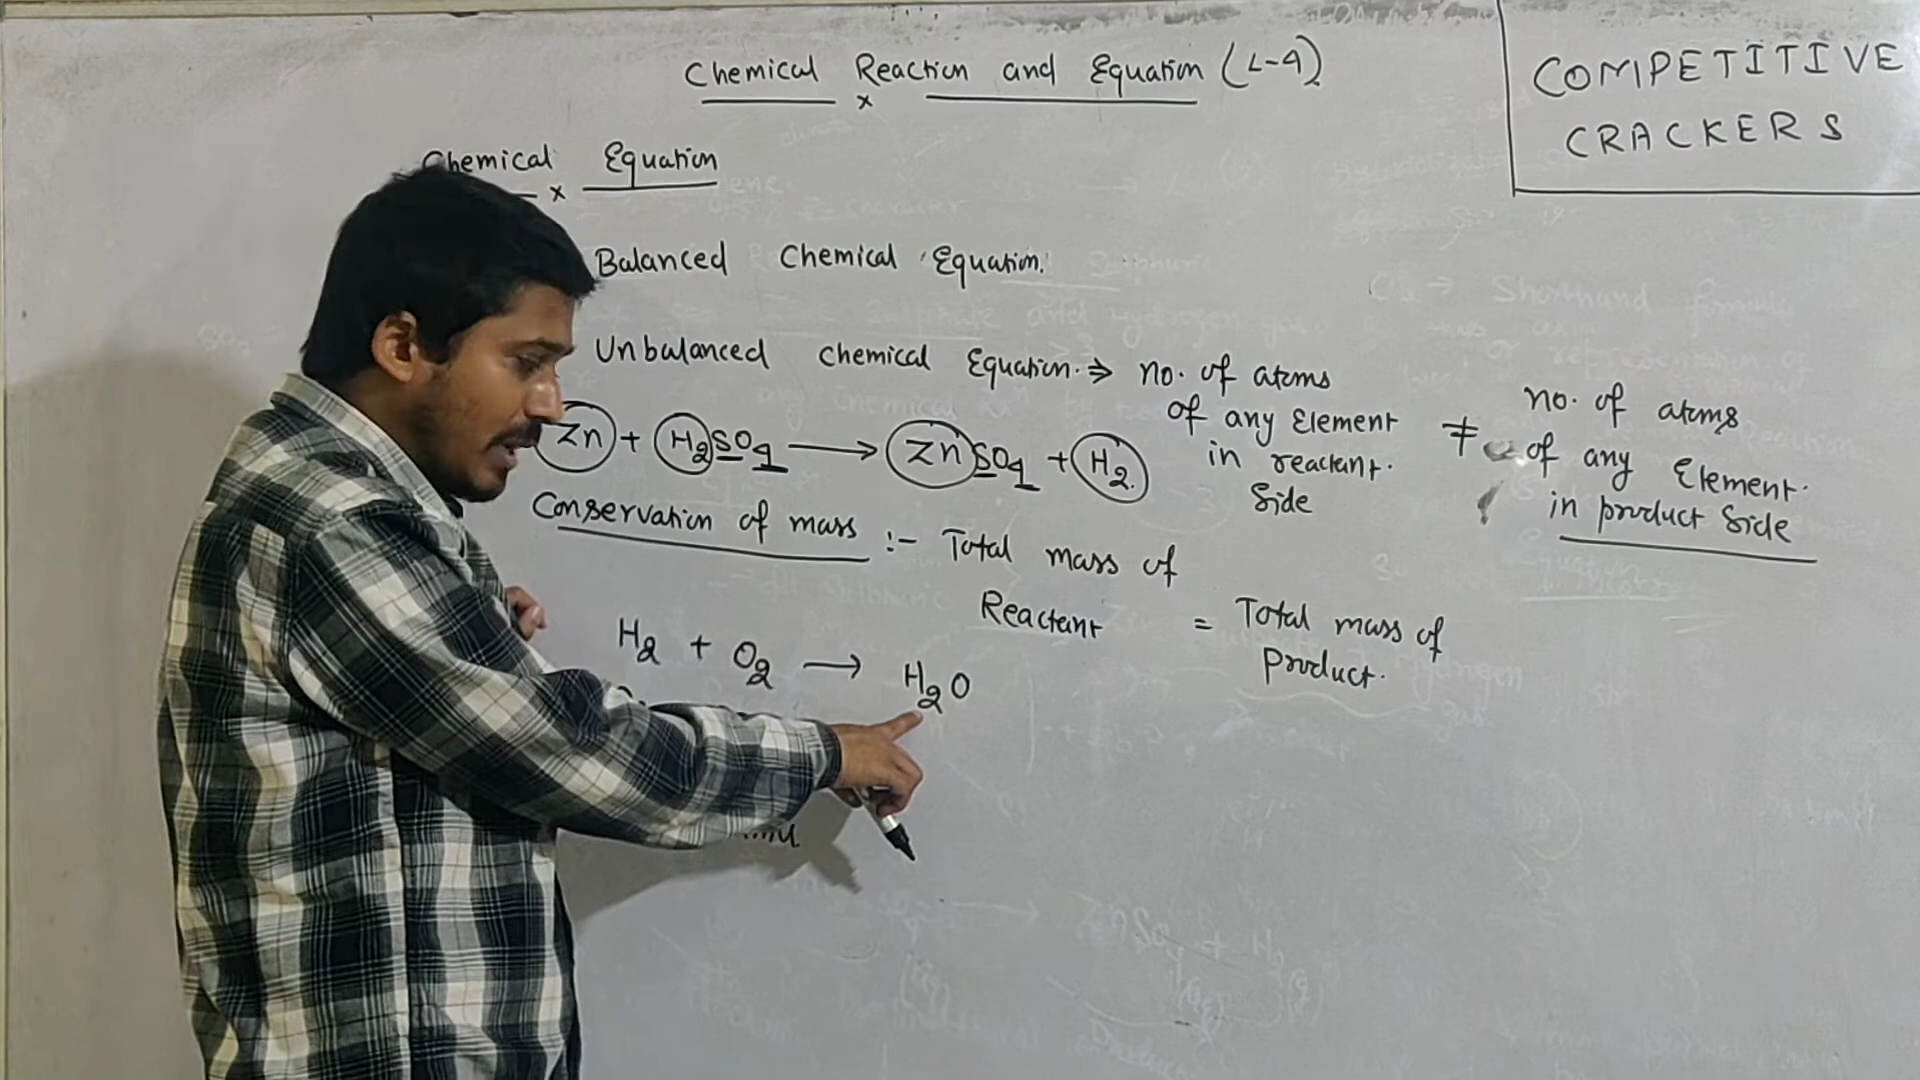 Chemical Reaction and Equation (L-4)
COMPETITIVE
CRACKERS
Chemical Equation
Balanced Chemical Equation.
Unbalanced Chemical Equation. ⇒ no. of atoms
of any Element
in reactant.
Side
≠
no. of atoms
of any Element.
in product Side
Zn + H2SO4 → ZnSO4 + H2
Conservation of mass :- Total mass of
Reactant = Total mass of
Product.
H2 + O2 → H2O